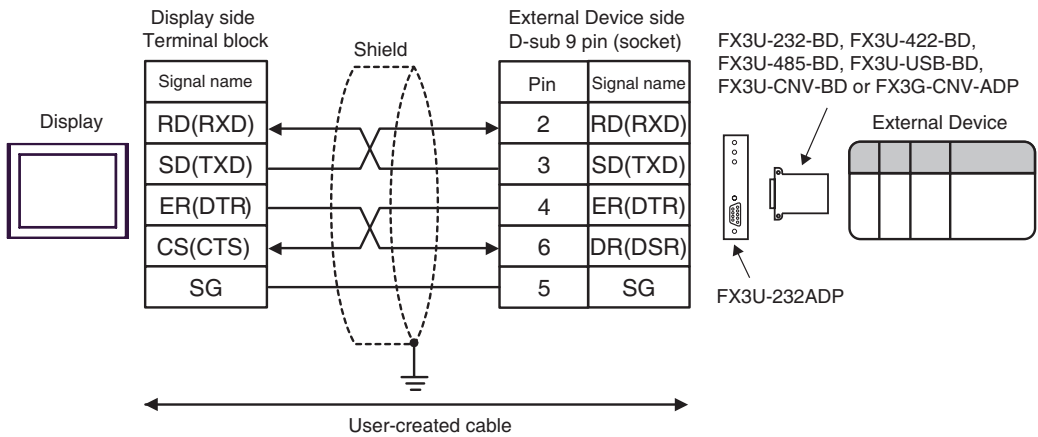 Display side
Terminal block
Shield
External Device side
D-sub 9 pin (socket)
FX3U-232-BD, FX3U-422-BD,
FX3U-485-BD, FX3U-USB-BD,
FX3U-CNV-BD or FX3G-CNV-ADP
Display
External Device
Signal name
Pin
Signal name
RD(RXD)
2
RD(RXD)
SD(TXD)
3
SD(TXD)
ER(DTR)
4
ER(DTR)
CS(CTS)
6
DR(DSR)
SG
5
SG
FX3U-232ADP
User-created cable